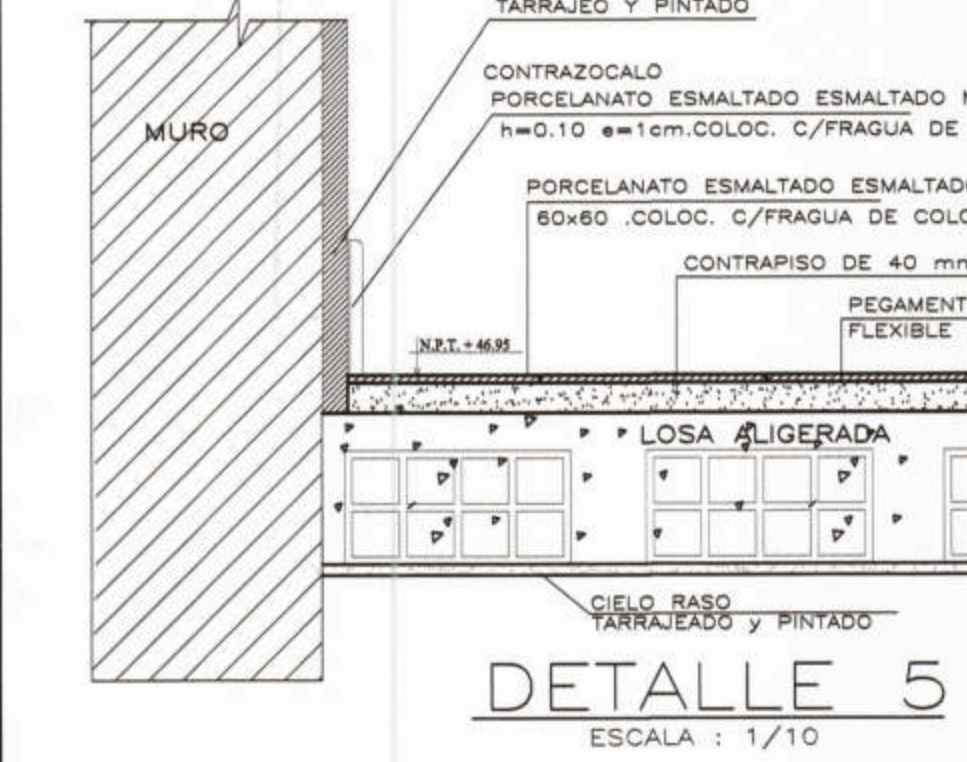 TARRAJEO Y PINTADO
CONTRAZOCALO
PORCELANATO ESMALTADO ESMALTADO
h=0.10 e=1cm.COLOC. C/FRAGUA DE
MURO
PORCELANATO ESMALTADO ESMALTADO
60x60 .COLOC. C/FRAGUA DE
CONTRAPISO DE 40 mm
FLEXIBLE
N.P.T. + 46.95
LOSA ALIGERADA
CIELO RASO
TARRAJEADO y PINTADO
DETALLE 5
ESCALA : 1/10